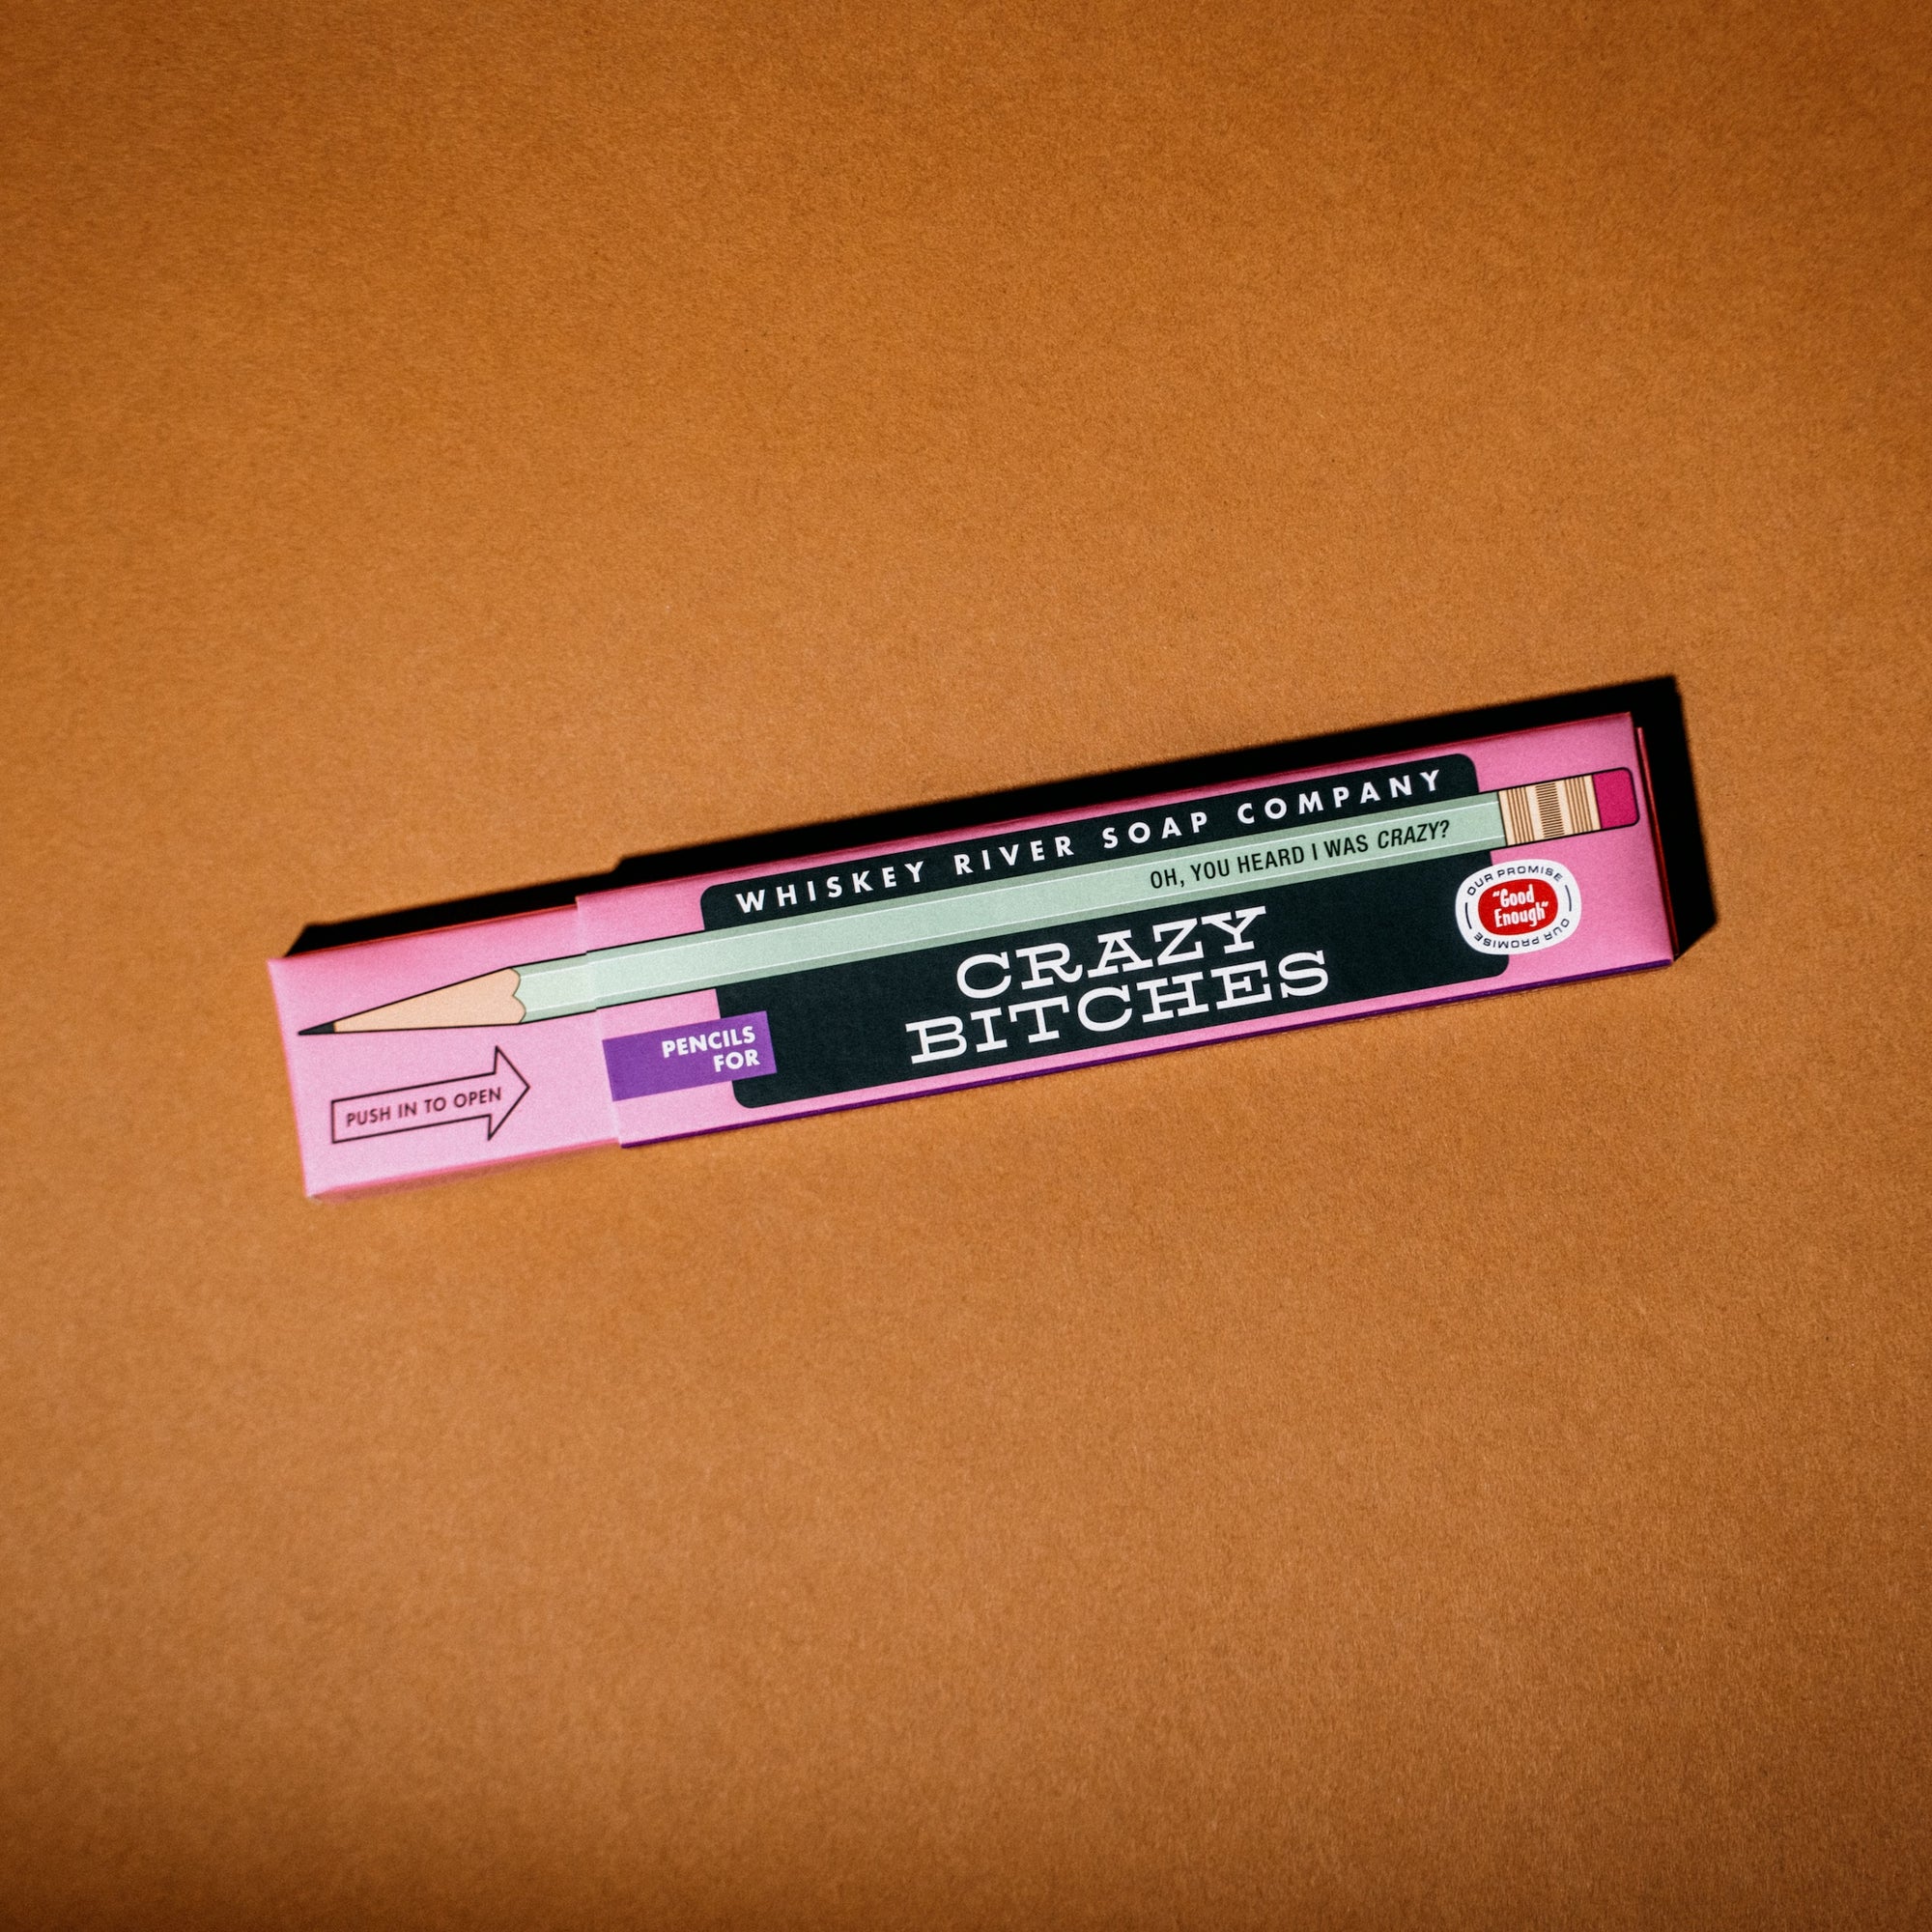 WHISKEY RIVER SOAP COMPANY
OH, YOU HEARD I WAS CRAZY?
PENCILS
FOR
CRAZY
BITCHES
OUR PROMISE
"Good
Enough"
OUR PROMISE
PUSH IN TO OPEN